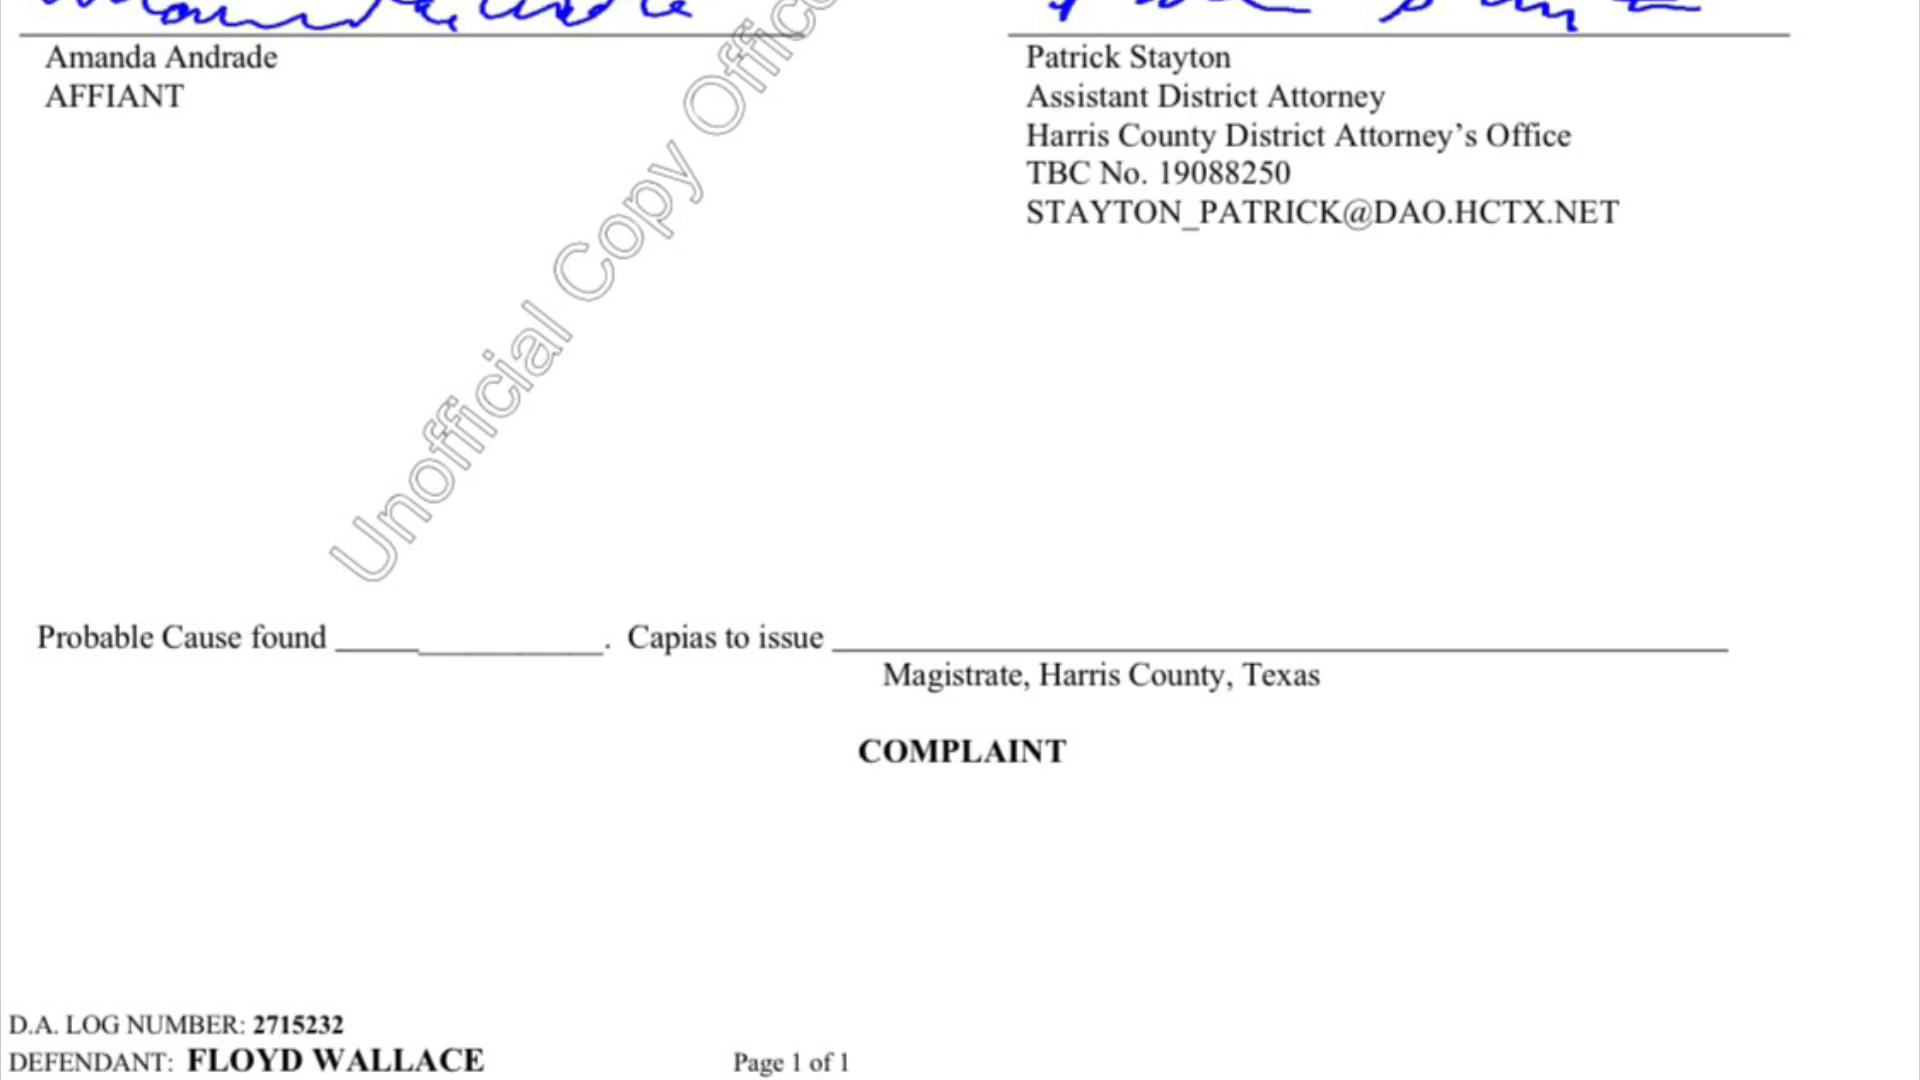 Amanda Andrade
AFFIANT
Patrick Stayton
Assistant District Attorney
Harris County District Attorney’s Office
TBC No. 19088250
STAYTON_PATRICK@DAO.HCTX.NET
Unofficial Copy Office
Probable Cause found ________________. Capias to issue ________________________
Magistrate, Harris County, Texas
COMPLAINT
D.A. LOG NUMBER: 2715232
DEFENDANT: FLOYD WALLACE
Page 1 of 1